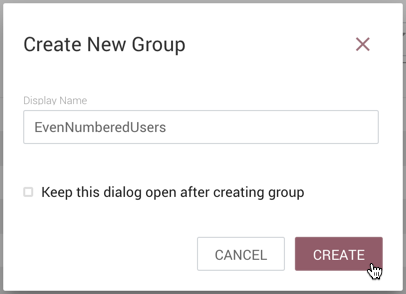 Create New Group
Display Name
EvenNumberedUsers
Keep this dialog open after creating group
CANCEL
CREATE